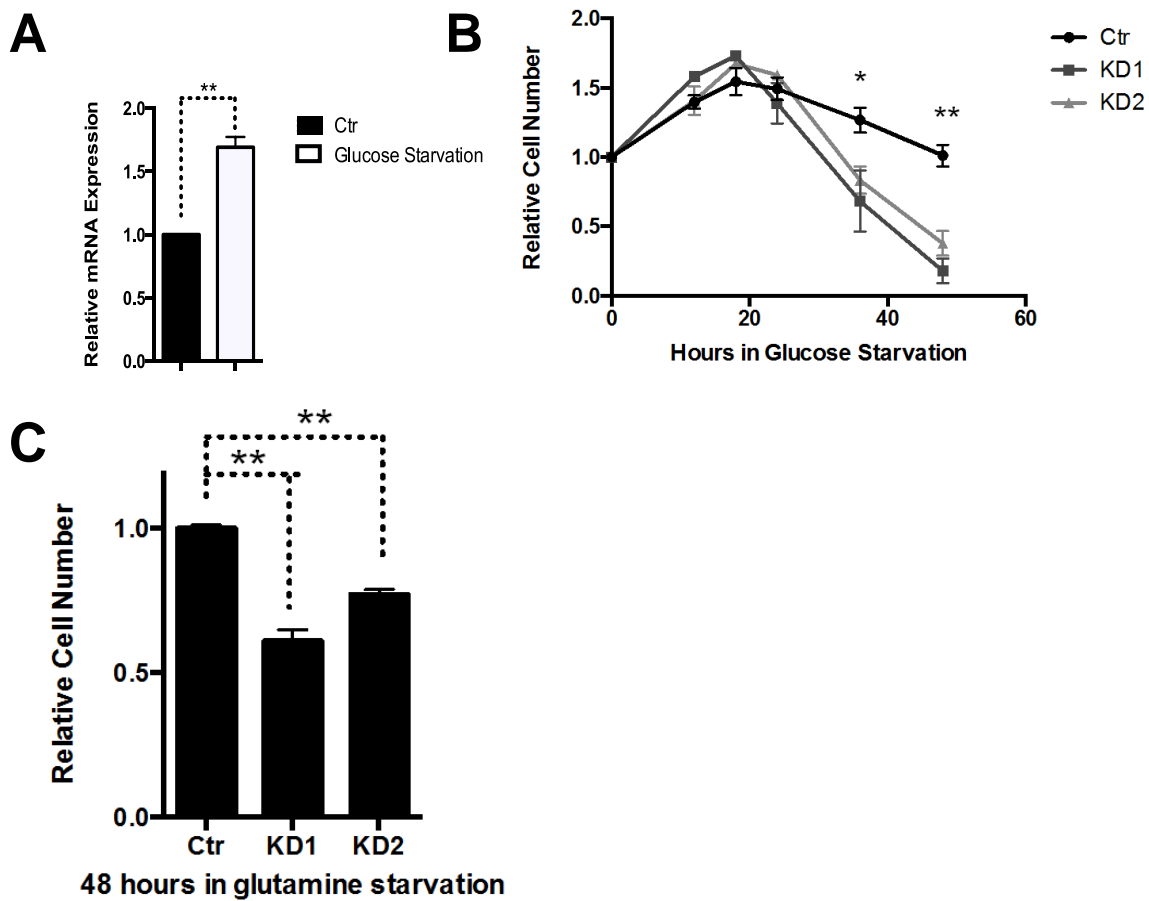 A
Relative mRNA Expression
2.0
1.5
1.0
0.5
0.0
**
Ctr
Glucose Starvation
B
Relative Cell Number
2.0
1.5
1.0
0.5
0.0
*
**
0
20
40
60
Hours in Glucose Starvation
Ctr
KD1
KD2
C
Relative Cell Number
1.0
0.5
0.0
**
**
Ctr
KD1
KD2
48 hours in glutamine starvation